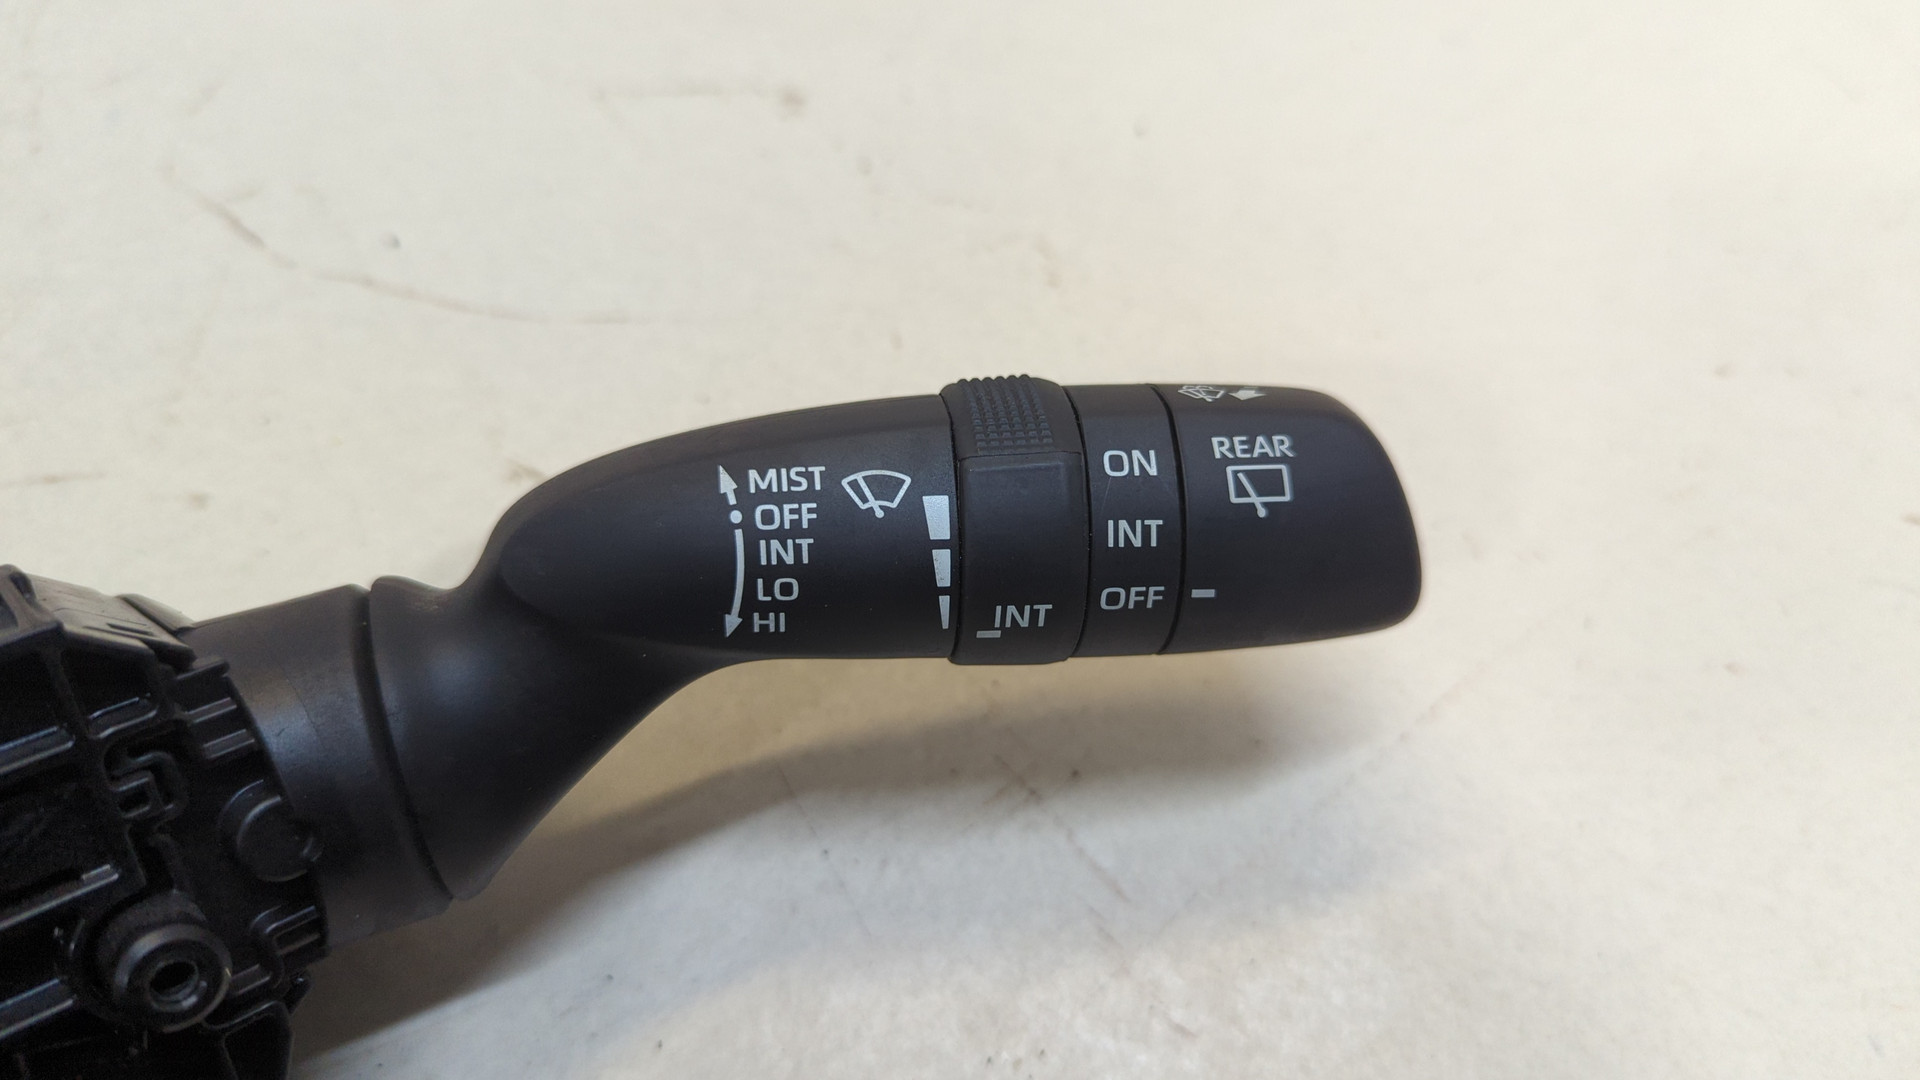 MIST
OFF
INT
LO
HI
INT
ON
INT
OFF
REAR